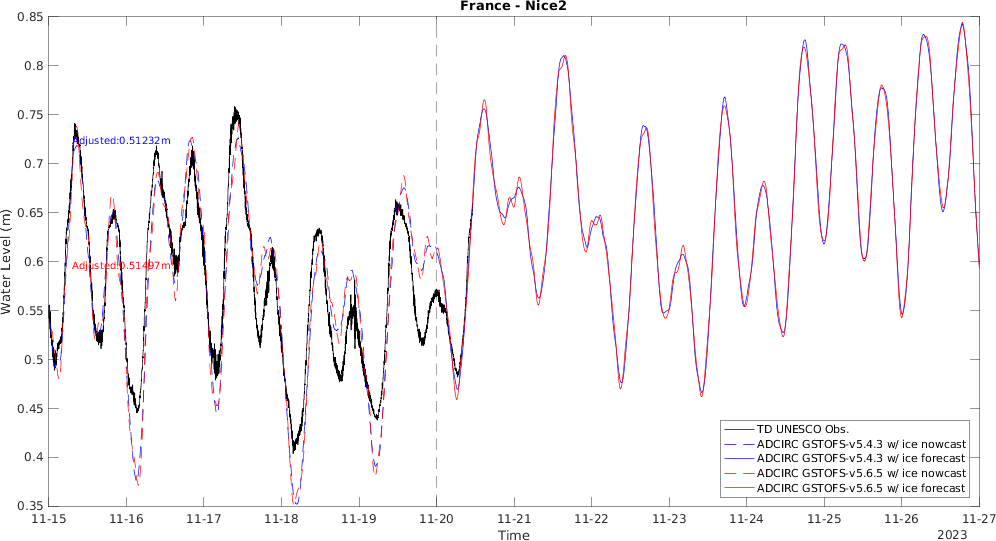 France - Nice2
Water Level (m)
0.85
0.8
0.75
0.7
0.65
0.6
0.55
0.5
0.45
0.4
0.35
Adjusted:0.51232m
Adjusted:0.51497m
TD UNESCO Obs.
ADCIRC GSTOFS-v5.4.3 w/ ice nowcast
ADCIRC GSTOFS-v5.4.3 w/ ice forecast
ADCIRC GSTOFS-v5.6.5 w/ ice nowcast
ADCIRC GSTOFS-v5.6.5 w/ ice forecast
11-15 11-16 11-17 11-18 11-19 11-20 11-21 11-22 11-23 11-24 11-25 11-26 11-27
Time
2023